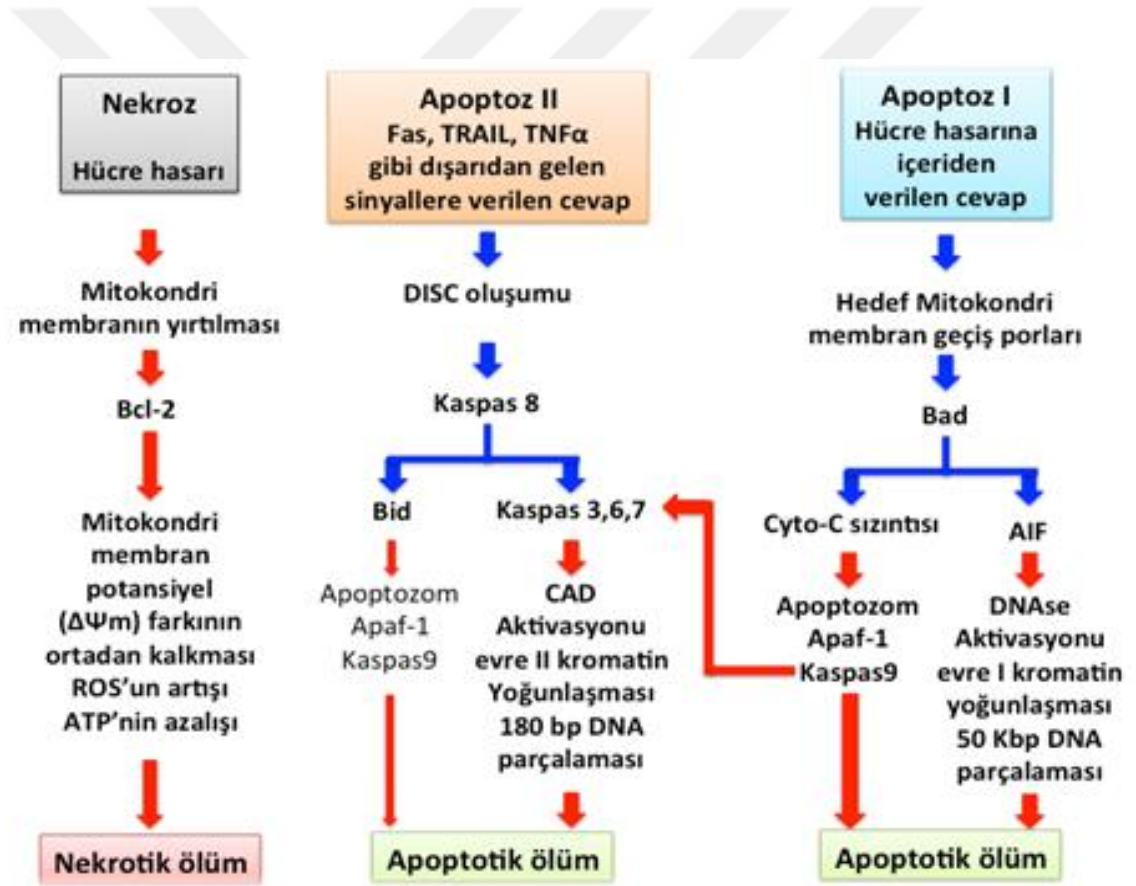 Nekroz
Hücre hasarı
Mitokondri
membranın yırtılması
Bcl-2
Mitokondri
membran
potansiyel
(ΔΨm) farkının
ortadan kalkması
ROS'un artışı
ATP'nin azalışı
Nekrotik ölüm
Apoptoz II
Fas, TRAIL, TNFα
gibi dışarıdan gelen
sinyallere verilen cevap
DISC oluşumu
Kaspas 8
Bid
Apoptozom
Apaf-1
Kaspas9
Kaspas 3,6,7
CAD
Aktivasyonu
evre II kromatin
Yoğunlaşması
180 bp DNA
parçalaması
Apoptotik ölüm
Apoptoz I
Hücre hasarına
içeriden
verilen cevap
Hedef Mitokondri
membran geçiş porları
Bad
Cyto-C sızıntısı
Apoptozom
Apaf-1
Kaspas9
AIF
DNAse
Aktivasyonu
evre I kromatin
yoğunlaşması
50 Kbp DNA
parçalaması
Apoptotik ölüm